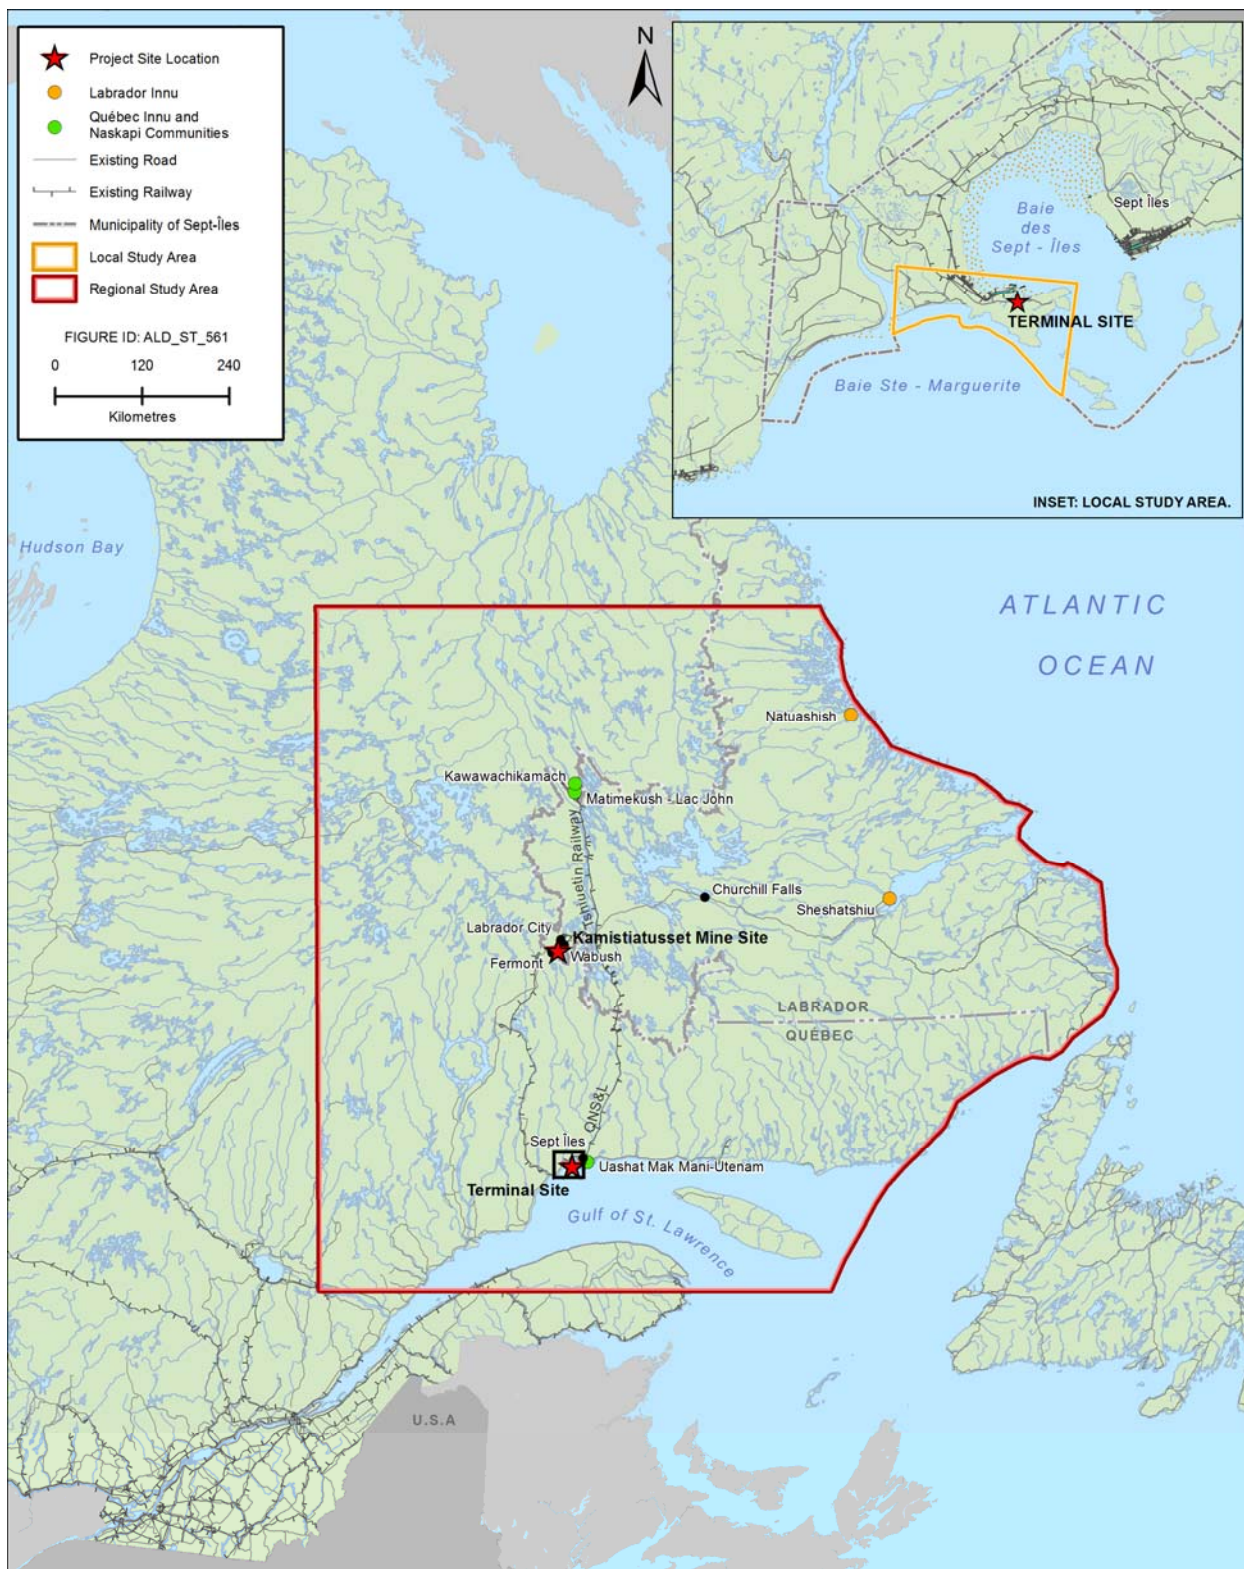 Project Site Location
Labrador Innu
Québec Innu and
Naskapi Communities
Existing Road
Existing Railway
Municipality of Sept-Îles
Local Study Area
Regional Study Area
FIGURE ID: ALD_ST_561
0 120 240
Kilometres
N
Sept Îles
Baie
des
Sept - Îles
TERMINAL SITE
Baie Ste - Marguerite
INSET: LOCAL STUDY AREA.
Hudson Bay
ATLANTIC
OCEAN
Natuashish
Kawawachikamach
Matimekush - Lac John
Tshiuetin Railway
Churchill Falls
Sheshatshiu
Labrador City
Kamistiatusset Mine Site
Wabush
Fermont
LABRADOR
QUÉBEC
QNS&L
Sept Îles
Uashat Mak Mani-Utenam
Terminal Site
Gulf of St. Lawrence
U.S.A